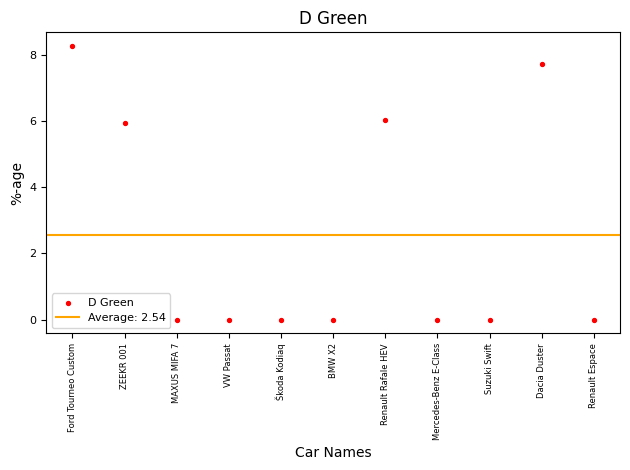 D Green
%-age
8
6
4
2
0
D Green
Average: 2.54
Ford Tourneo Custom
ZEEKR 001
MAXUS MIFA 7
VW Passat
Škoda Kodiaq
BMW X2
Renault Rafale HEV
Mercedes-Benz E-Class
Suzuki Swift
Dacia Duster
Renault Espace
Car Names